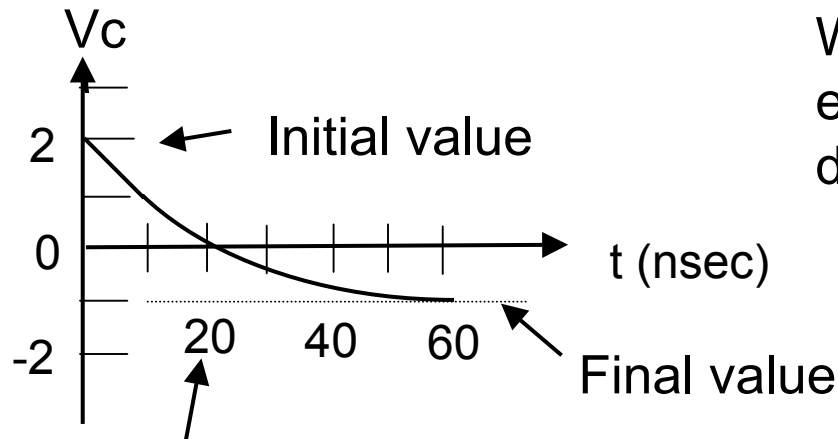 Vc
W
e
d
2
Initial value
0
t (nsec)
20
40
60
-2
Final value